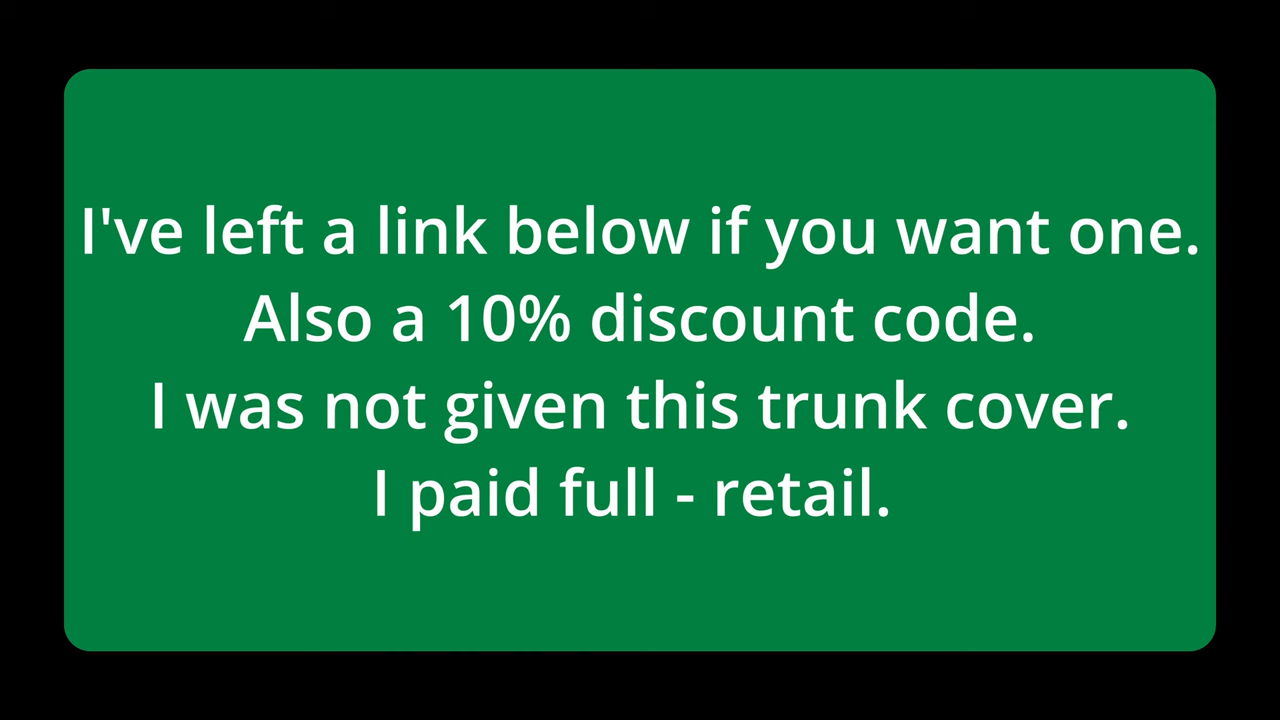 I've left a link below if you want one.
Also a 10% discount code.
I was not given this trunk cover.
I paid full - retail.